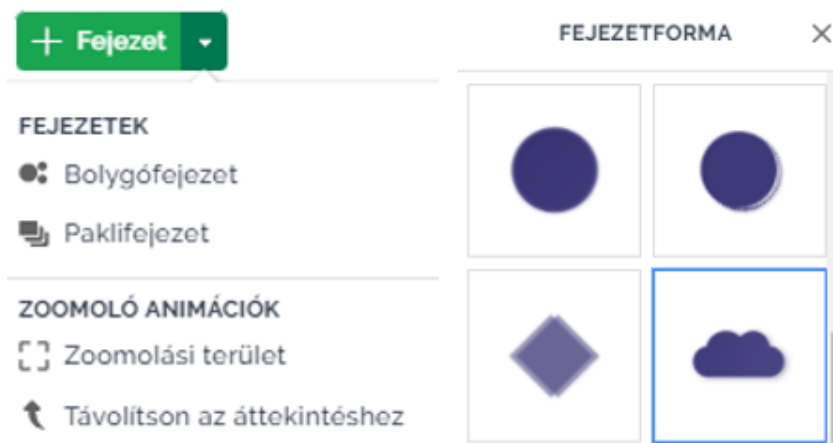 + Fejezet
FEJEZETEK
Bolygófejezet
Paklifejezet
ZOOMOLÓ ANIMÁCIÓK
Zoomolási terület
Távolítson az áttekintéshez
FEJEZETFORMA